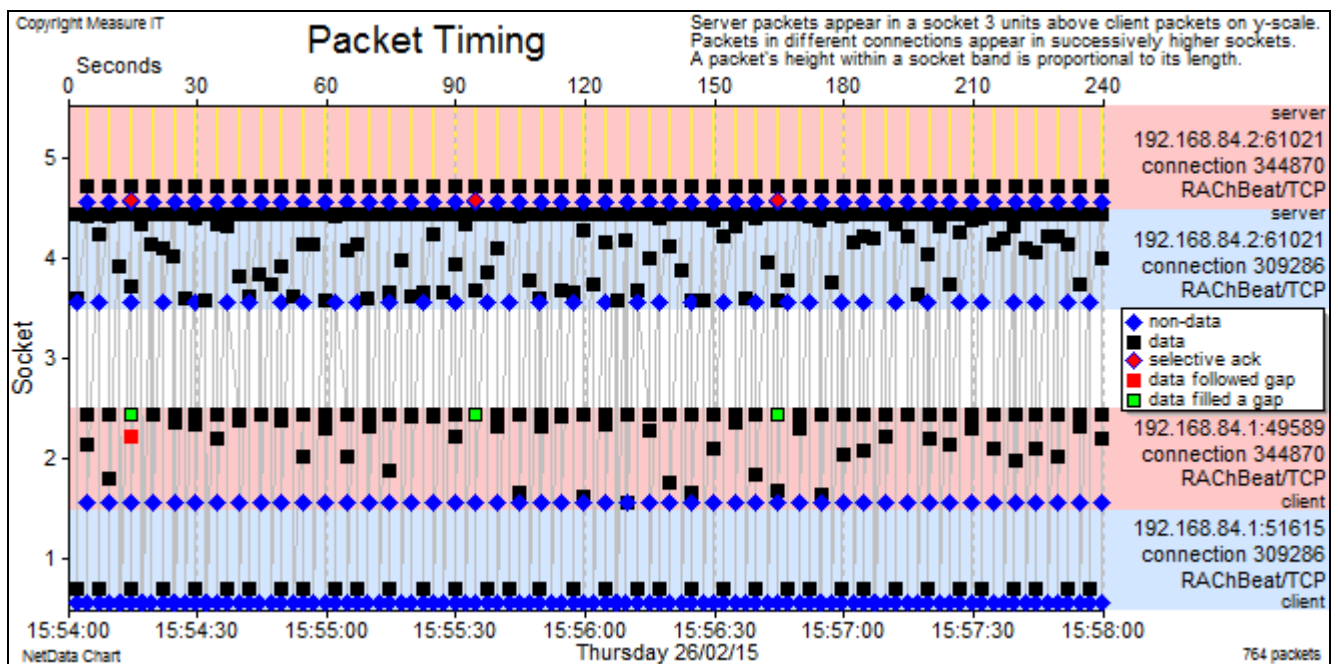 Copyright Measure IT
Packet Timing
Server packets appear in a socket 3 units above client packets on y-scale.
Packets in different connections appear in successively higher sockets.
A packet's height within a socket band is proportional to its length.
Seconds
0 30 60 90 120 150 180 210 240
server
192.168.84.2:61021
connection 344870
RAChBeat/TCP
server
192.168.84.2:61021
connection 309286
RAChBeat/TCP
non-data
data
selective ack
data followed gap
data filled a gap
192.168.84.1:49589
connection 344870
RAChBeat/TCP
client
192.168.84.1:51615
connection 309286
RAChBeat/TCP
client
Socket
5
4
3
2
1
15:54:00 15:54:30 15:55:00 15:55:30 15:56:00 15:56:30 15:57:00 15:57:30 15:58:00
NetData Chart
Thursday 26/02/15
764 packets